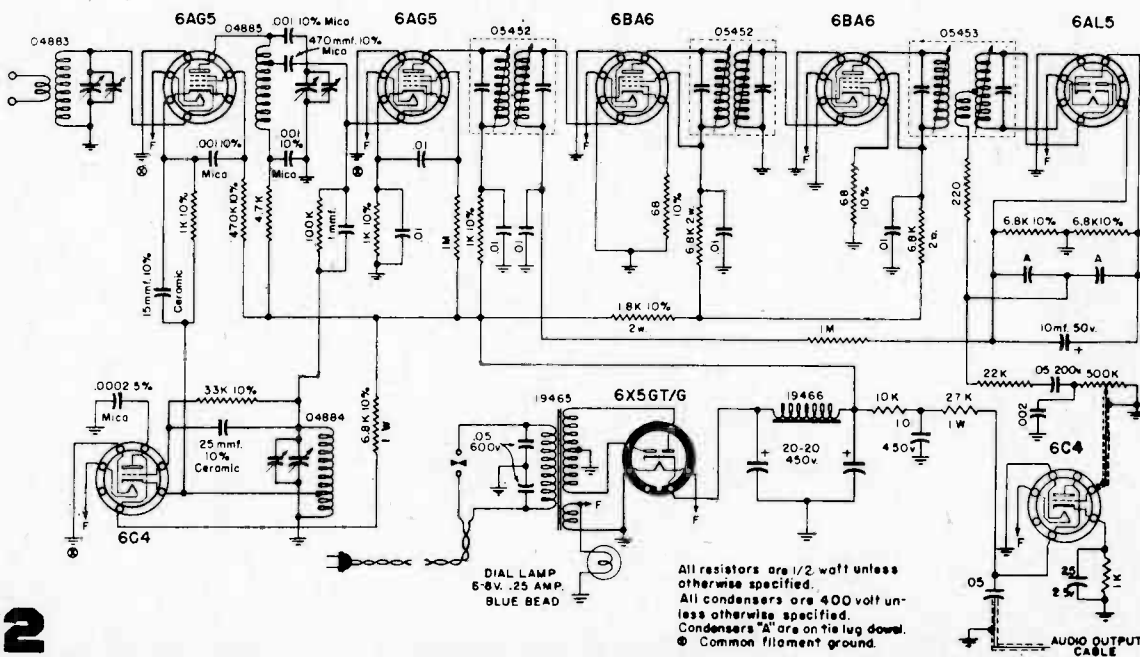 6AG5
6AG5
6BA6
6BA6
6AL5
04883
04885
.001 10% Mica
470mmf. 10%
Mica
05452
05452
05453
F
F
F
F
F
.001 10%
Mica
.001
10%
Mica
.01
1K 10%
470K 10%
4.7K
100K
1 mmf.
1K 10%
.01
1M
1K 10%
.01
.01
68
10%
6.8K 2w.
.01
68
10%
.01
6.8K
2w.
220
6.8K 10%
6.8K 10%
A
A
15mmf. 10%
Ceramic
1.8K 10%
2w.
1M
10mf. 50v.
+
.0002 5%
Mica
33K 10%
25mmf.
10%
Ceramic
04884
6.8K 10%
1 W
F
6C4
19465
.05
600v
F
6X5GT/G
19466
20-20
450v.
+
+
10K
10
450v.
27K
1W
22K
.002
.05 200v
500K
6C4
F
.25
25v
1K
.05
DIAL LAMP
6-8V. .25 AMP.
BLUE BEAD
All resistors are 1/2 watt unless
otherwise specified.
All condensers are 400 volt un-
less otherwise specified.
Condensers "A" are on tie lug dowel.
⊗ Common filament ground.
AUDIO OUTPUT
CABLE
2